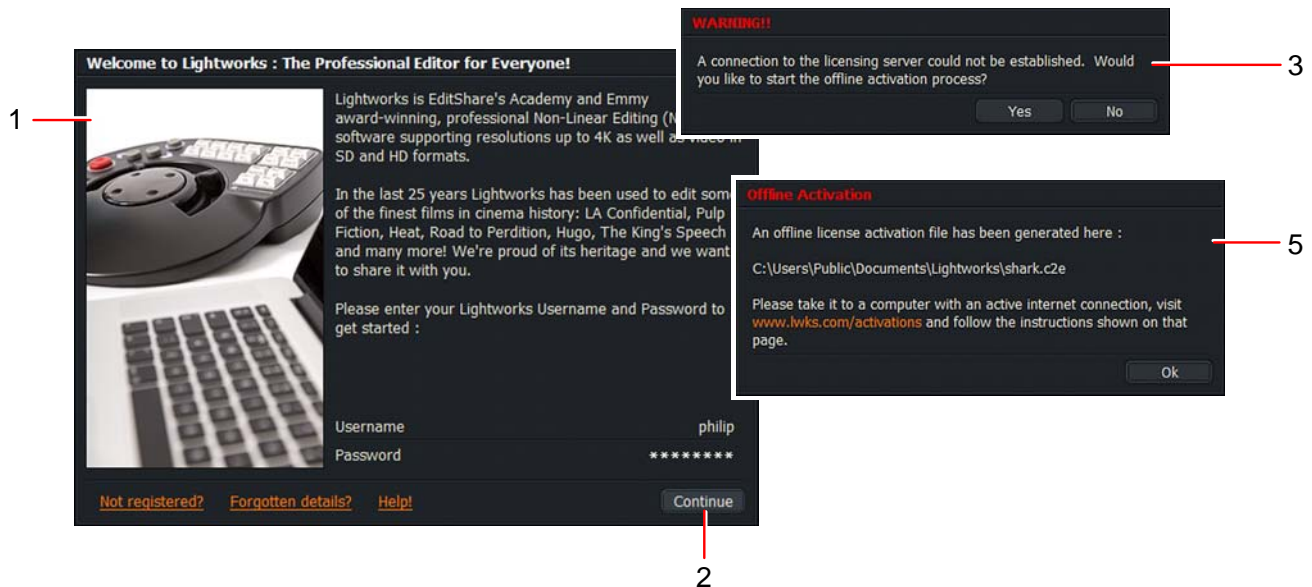 WARNING!!
A connection to the licensing server could not be established. Would
you like to start the offline activation process?
Yes No
3
Welcome to Lightworks : The Professional Editor for Everyone!
1
Lightworks is EditShare's Academy and Emmy
award-winning, professional Non-Linear Editing (N
software supporting resolutions up to 4K as well as video in
SD and HD formats.
In the last 25 years Lightworks has been used to edit some
of the finest films in cinema history: LA Confidential, Pulp
Fiction, Heat, Road to Perdition, Hugo, The King's Speech
and many more! We're proud of its heritage and we want
to share it with you.
Please enter your Lightworks Username and Password to
get started :
Username philip
Password ********
Not registered? Forgotten details? Help! Continue
2
Offline Activation
An offline license activation file has been generated here :
C:\Users\Public\Documents\Lightworks\shark.c2e
Please take it to a computer with an active internet connection, visit
www.lwks.com/activations and follow the instructions shown on that
page.
Ok
5